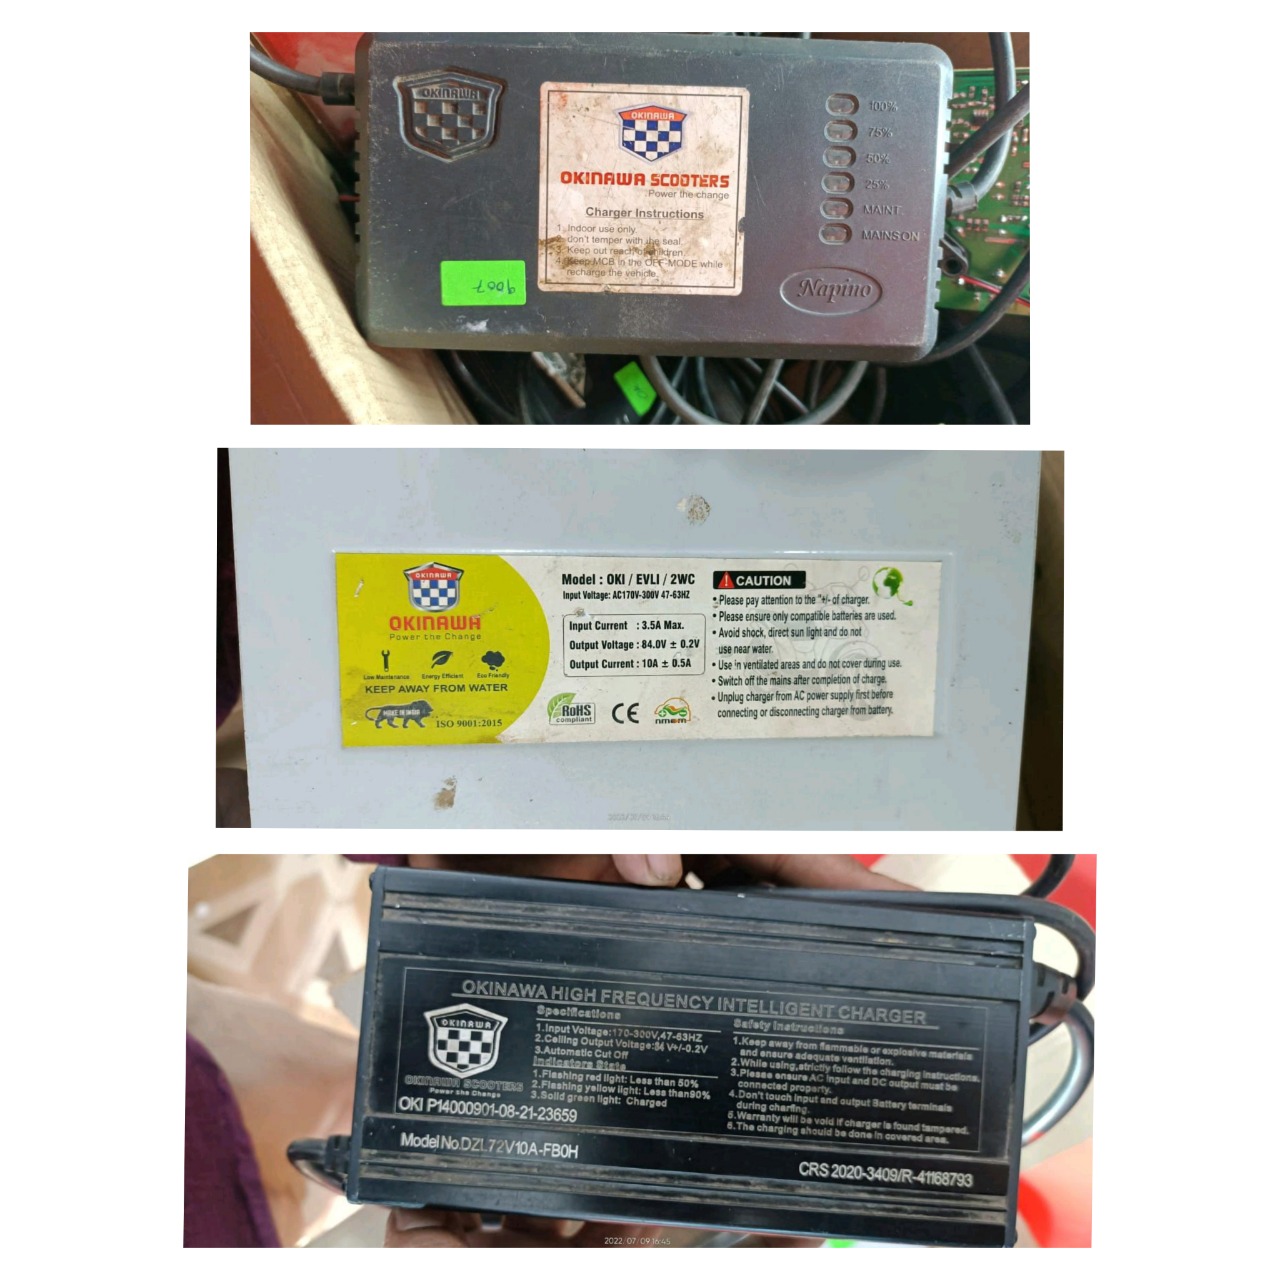 OKINAWA
OKINAWA
OKINAWA SCOOTERS
Power the change
Charger Instructions
1. Indoor use only.
2. don't temper with the seal.
3. Keep out reach of children.
4. Keep MCB in the OFF-MODE while
recharge the vehicle.
9007
100%
75%
50%
25%
MAINT
MAINS ON
Napino
OKINAWA
OKINAWA
Power the Change
Low Maintenance Energy Efficient Eco Friendly
KEEP AWAY FROM WATER
MAKE IN INDIA
ISO 9001:2015
Model : OKI / EVLI / 2WC
Input Voltage: AC170V-300V 47-63HZ
Input Current : 3.5A Max.
Output Voltage : 84.0V ± 0.2V
Output Current : 10A ± 0.5A
RoHS
compliant
CE
CAUTION
• Please pay attention to the "+/- of charger.
• Please ensure only compatible batteries are used.
• Avoid shock, direct sun light and do not
use near water.
• Use in ventilated areas and do not cover during use.
• Switch off the mains after completion of charge.
• Unplug charger from AC power supply first before
connecting or disconnecting charger from battery.
OKINAWA HIGH FREQUENCY INTELLIGENT CHARGER
OKINAWA
OKINAWA SCOOTERS
Power the Change
Specifications
1.Input Voltage:170-300V,47-63HZ
2.Ceiling Output Voltage:84 V+/-0.2V
3.Automatic Cut Off
Indicators State
1.Flashing red light: Less than 50%
2.Flashing yellow light: Less than90%
3.Solid green light: Charged
Safety Instructions
1.Keep away from flammable or explosive materials
and ensure adequate ventilation.
2.While using,strictly follow the charging instructions.
3.Please ensure AC input and DC output must be
connected property.
4.Don't touch input and output Battery terminals
during charfing.
5.Warranty will be void if charger is found tampered.
6.The charging should be done in covered area.
OKI P14000901-08-21-23659
Model No.DZL72V10A-FB0H
CRS 2020-3409/R-41168793
2022/07/09 16:45